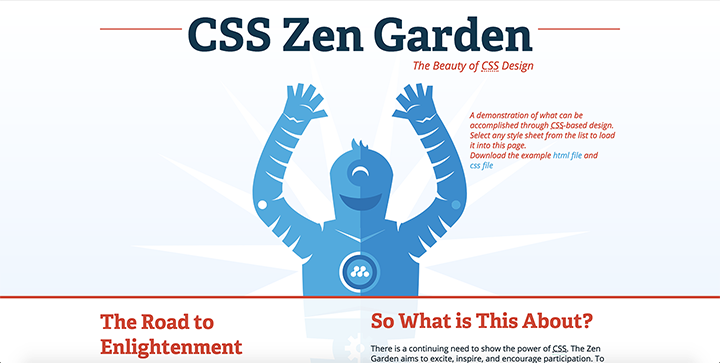 CSS Zen Garden
The Beauty of CSS Design
A demonstration of what can be
accomplished through CSS-based design.
Select any style sheet from the list to load
it into this page.
Download the example html file and
css file
The Road to
Enlightenment
So What is This About?
There is a continuing need to show the power of CSS. The Zen
Garden aims to excite, inspire, and encourage participation. To